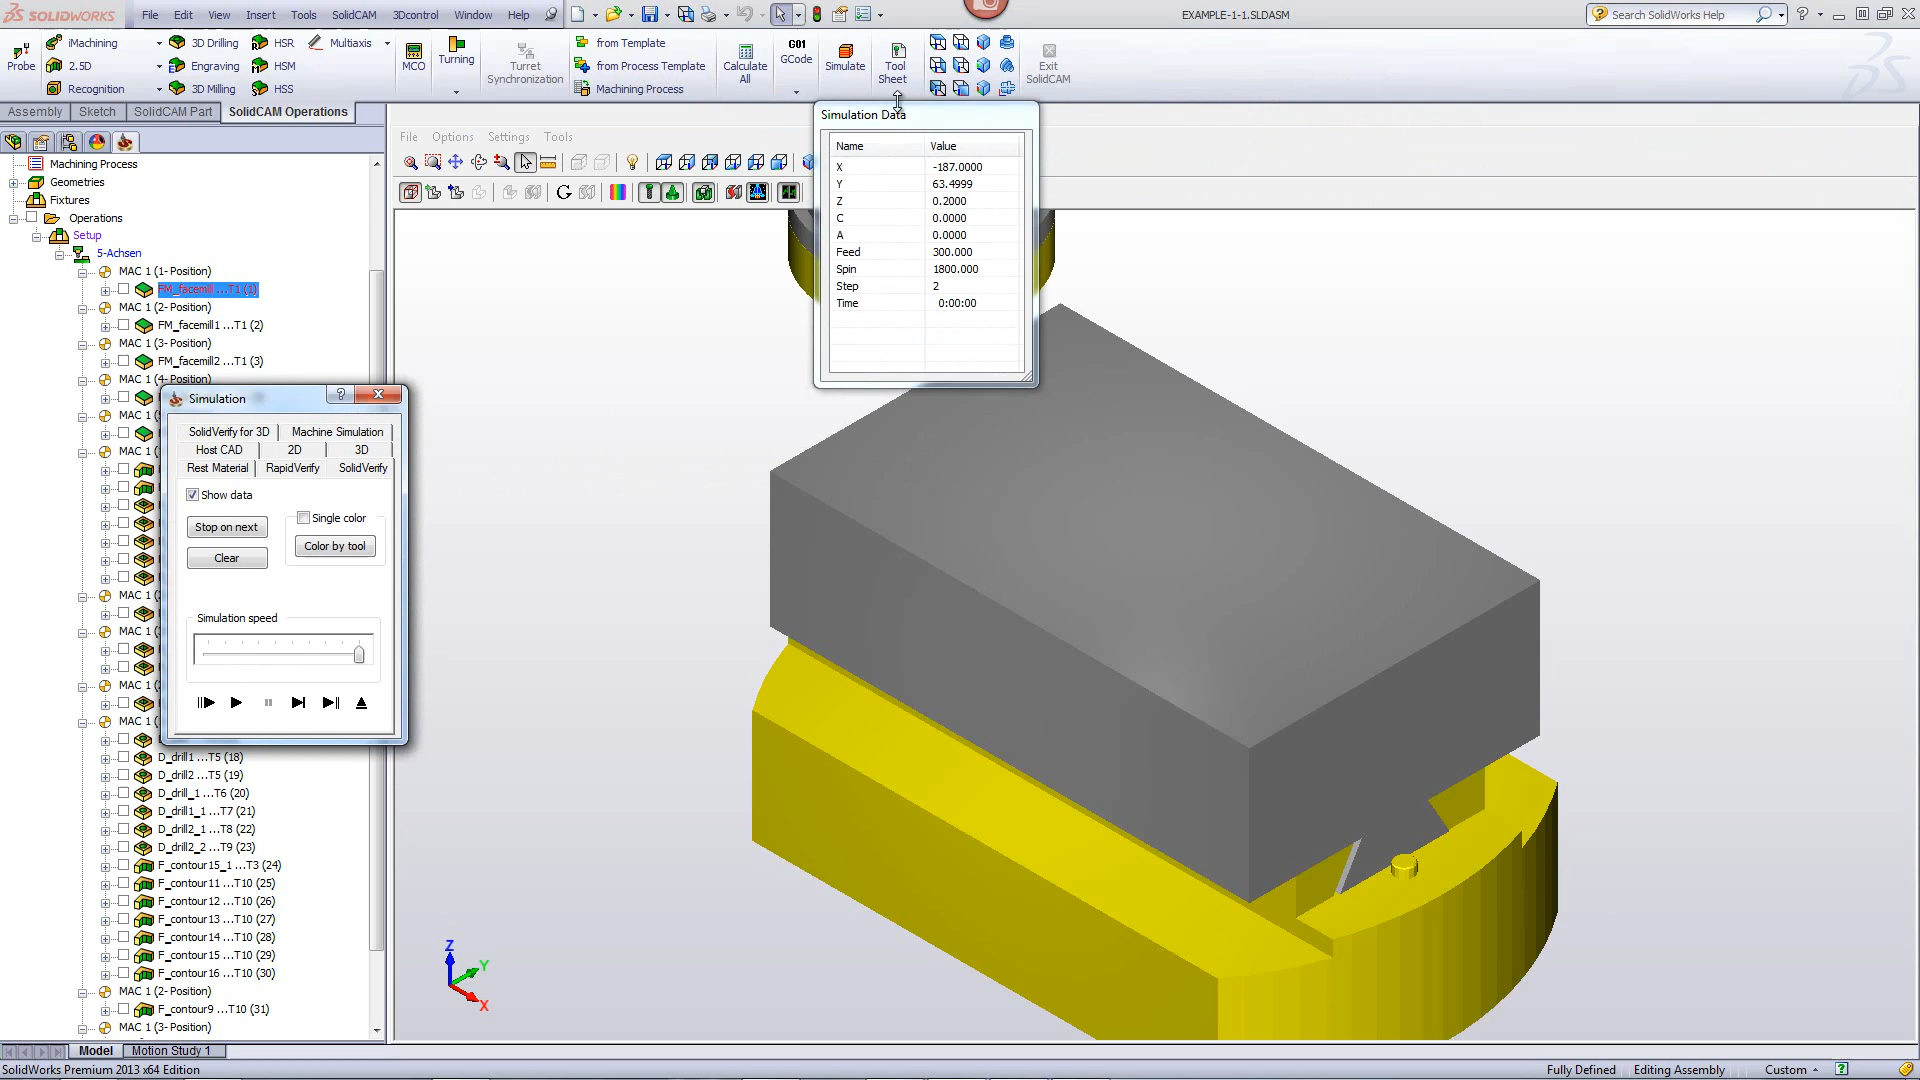 SOLIDWORKS File Edit View Insert Tools SolidCAM 3Dcontrol Window Help EXAMPLE-1-1.SLDASM Search SolidWorks Help
Probe
iMachining
2.5D
Recognition
3D Drilling
Engraving
3D Milling
HSR
HSM
HSS
Multiaxis
MCO
Turning
Turret
Synchronization
from Template
from Process Template
Machining Process
Calculate
All
G01
GCode
Simulate
Tool
Sheet
Exit
SolidCAM
Assembly Sketch SolidCAM Part SolidCAM Operations
File Options Settings Tools
Machining Process
Geometries
Fixtures
Operations
Setup
5-Achsen
MAC 1 (1- Position)
FM_facemill ...T1 (1)
MAC 1 (2- Position)
FM_facemill1 ...T1 (2)
MAC 1 (3- Position)
FM_facemill2 ...T1 (3)
MAC 1 (4- Position)
MAC 1
MAC 1
MAC 1
MAC 1
MAC 1
MAC 1
D_drill1 ...T5 (18)
D_drill2 ...T5 (19)
D_drill_1 ...T6 (20)
D_drill1_1 ...T7 (21)
D_drill2_1 ...T8 (22)
D_drill2_2 ...T9 (23)
F_contour15_1 ...T3 (24)
F_contour11 ...T10 (25)
F_contour12 ...T10 (26)
F_contour13 ...T10 (27)
F_contour14 ...T10 (28)
F_contour15 ...T10 (29)
F_contour16 ...T10 (30)
MAC 1 (2- Position)
F_contour9 ...T10 (31)
MAC 1 (3- Position)
Simulation
SolidVerify for 3D Machine Simulation
Host CAD 2D 3D
Rest Material RapidVerify SolidVerify
Show data
Stop on next
Single color
Color by tool
Clear
Simulation speed
Simulation Data
Name Value
X -187.0000
Y 63.4999
Z 0.2000
C 0.0000
A 0.0000
Feed 300.000
Spin 1800.000
Step 2
Time 0:00:00
Z
Y
X
Model Motion Study 1
SolidWorks Premium 2013 x64 Edition Fully Defined Editing Assembly Custom